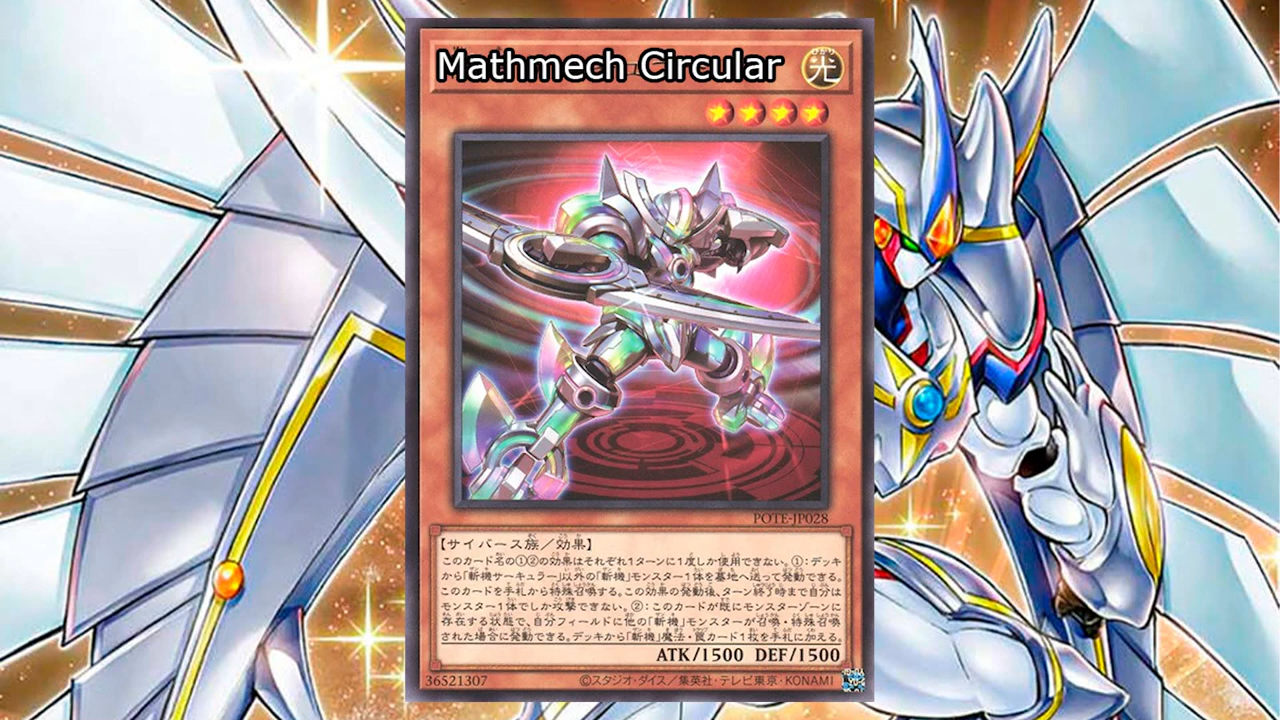 Mathmech Circular
光
POTE-JP028
【サイバース族/効果】
このカード名の①②の効果はそれぞれ1ターンに1度しか使用できない。①:デッキ
から「斬機サーキュラー」以外の「斬機」モンスター1体を墓地へ送って発動できる。
このカードを手札から特殊召喚する。この効果の発動後、ターン終了時まで自分は
モンスター1体でしか攻撃できない。②:このカードが既にモンスターゾーンに
存在する状態で、自分フィールドに他の「斬機」モンスターが召喚・特殊召喚
された場合に発動できる。デッキから「斬機」魔法・罠カード1枚を手札に加える。
ATK/1500 DEF/1500
36521307 ©スタジオ・ダイス/集英社・テレビ東京・KONAMI